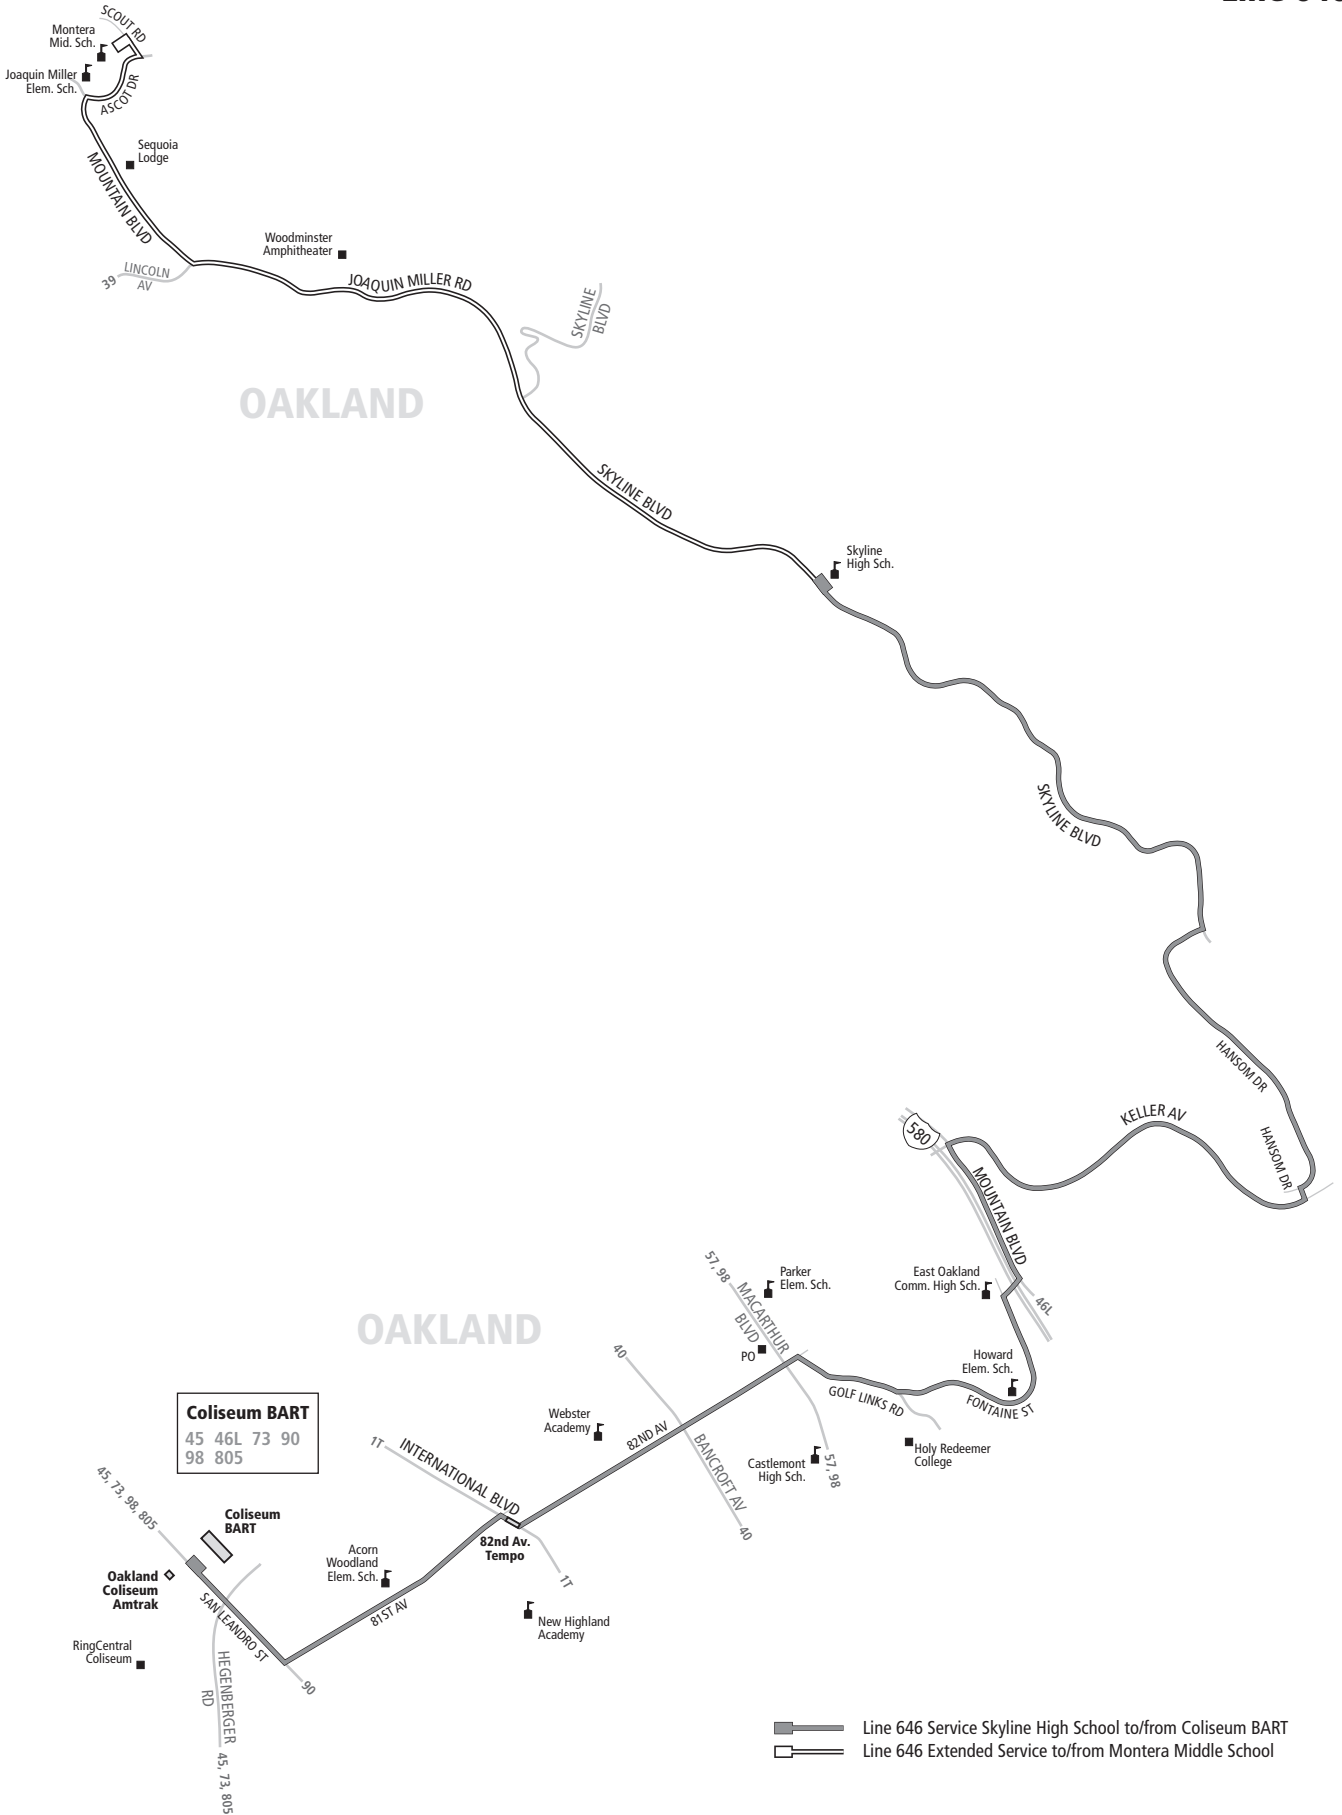 SCOUT RD
Montera
Mid. Sch.
Joaquin Miller
Elem. Sch.
ASCOT DR
Sequoia
Lodge
MOUNTAIN BLVD
Woodminster
Amphitheater
LINCOLN
AV
39
JOAQUIN MILLER RD
SKYLINE
BLVD
OAKLAND
SKYLINE BLVD
Skyline
High Sch.
SKYLINE BLVD
HANSOM DR
HANSOM DR
KELLER AV
580
MOUNTAIN BLVD
East Oakland
Comm. High Sch.
46L
57, 98
MACARTHUR
BLVD
Parker
Elem. Sch.
PO
OAKLAND
40
Howard
Elem. Sch.
GOLF LINKS RD
FONTAINE ST
Holy Redeemer
College
Castlemont
High Sch.
57, 98
Webster
Academy
82ND AV
BANCROFT AV
40
Coliseum BART
45 46L 73 90
98 805
1T
INTERNATIONAL BLVD
82nd Av.
Tempo
1T
45, 73, 98, 805
Coliseum
BART
Acorn
Woodland
Elem. Sch.
Oakland
Coliseum
Amtrak
SAN LEANDRO ST
81ST AV
New Highland
Academy
RingCentral
Coliseum
90
HEGENBERGER
RD
45, 73, 805
Line 646 Service Skyline High School to/from Coliseum BART
Line 646 Extended Service to/from Montera Middle School